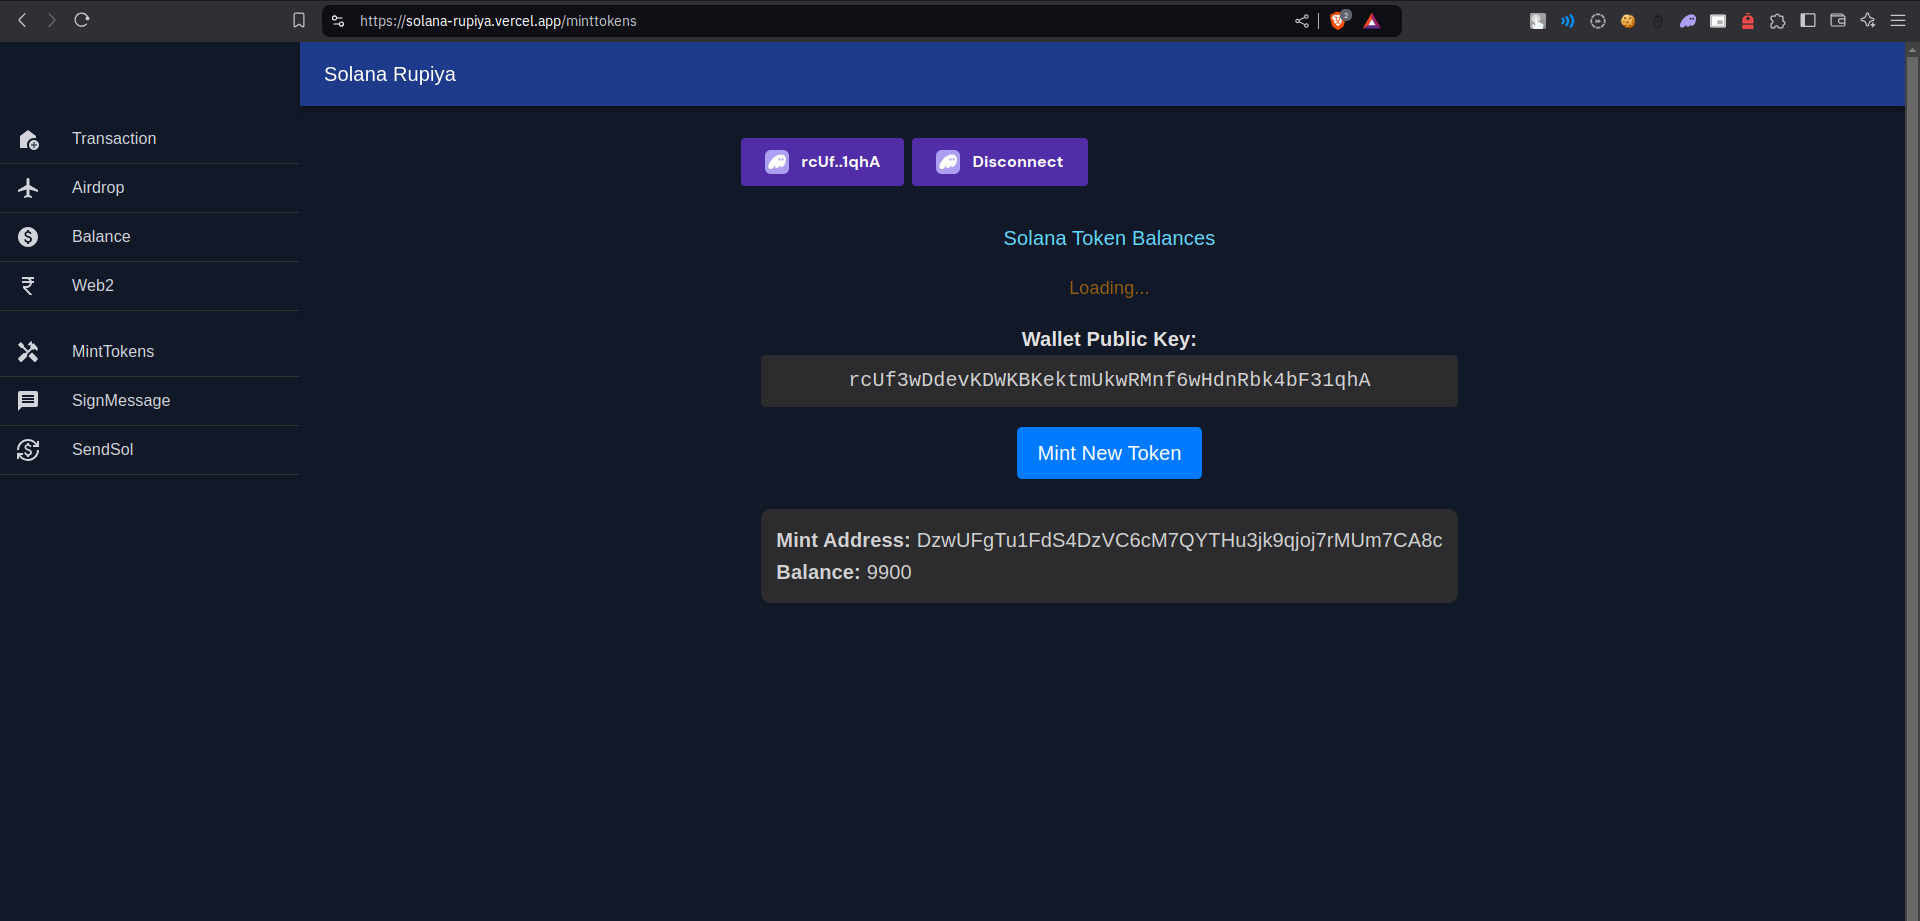 https://solana-rupiya.vercel.app/minttokens
2
Solana Rupiya
Transaction
Airdrop
Balance
Web2
MintTokens
SignMessage
SendSol
rcUf..1qhA
Disconnect
Solana Token Balances
Loading...
Wallet Public Key:
rcUf3wDdevKDWKBKektmUkwRMnf6wHdnRbk4bF31qhA
Mint New Token
Mint Address: DzwUFgTu1FdS4DzVC6cM7QYTHu3jk9qjoj7rMUm7CA8c
Balance: 9900